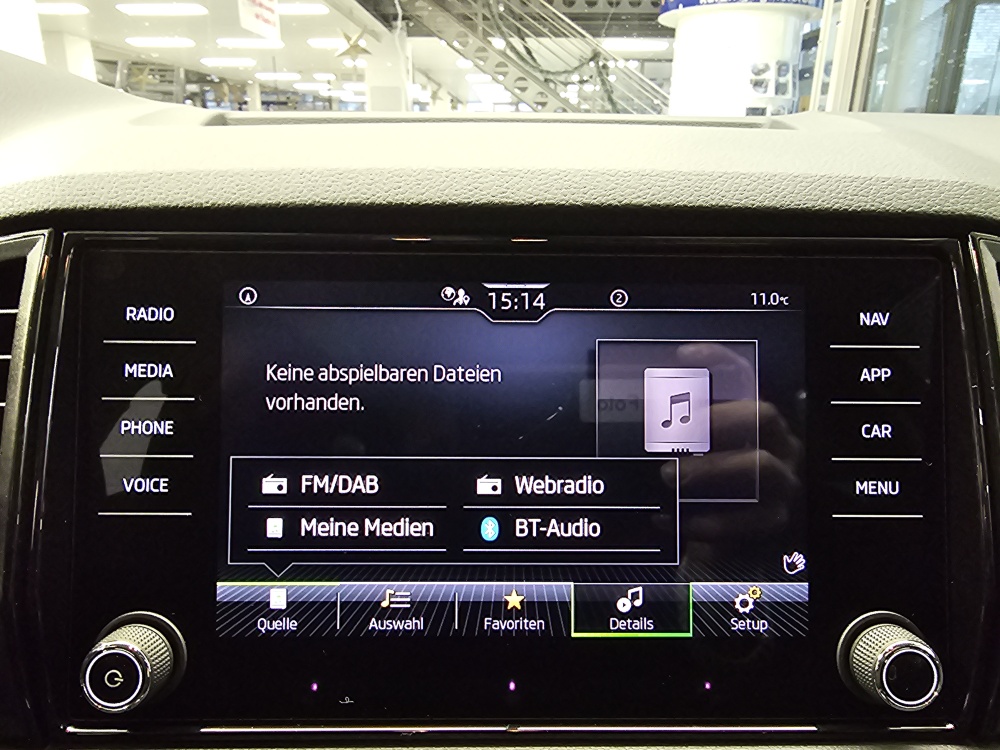 15:14
2
11.0°C
RADIO
MEDIA
PHONE
VOICE
Keine abspielbaren Dateien
vorhanden.
FM/DAB
Webradio
Meine Medien
BT-Audio
Quelle
Auswahl
Favoriten
Details
Setup
NAV
APP
CAR
MENU